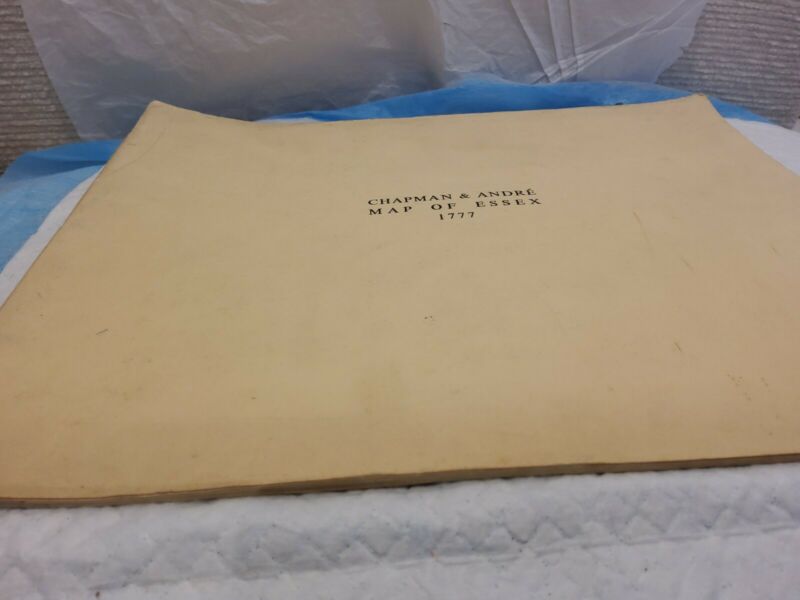 CHAPMAN & ANDRÉ
MAP OF ESSEX
1777